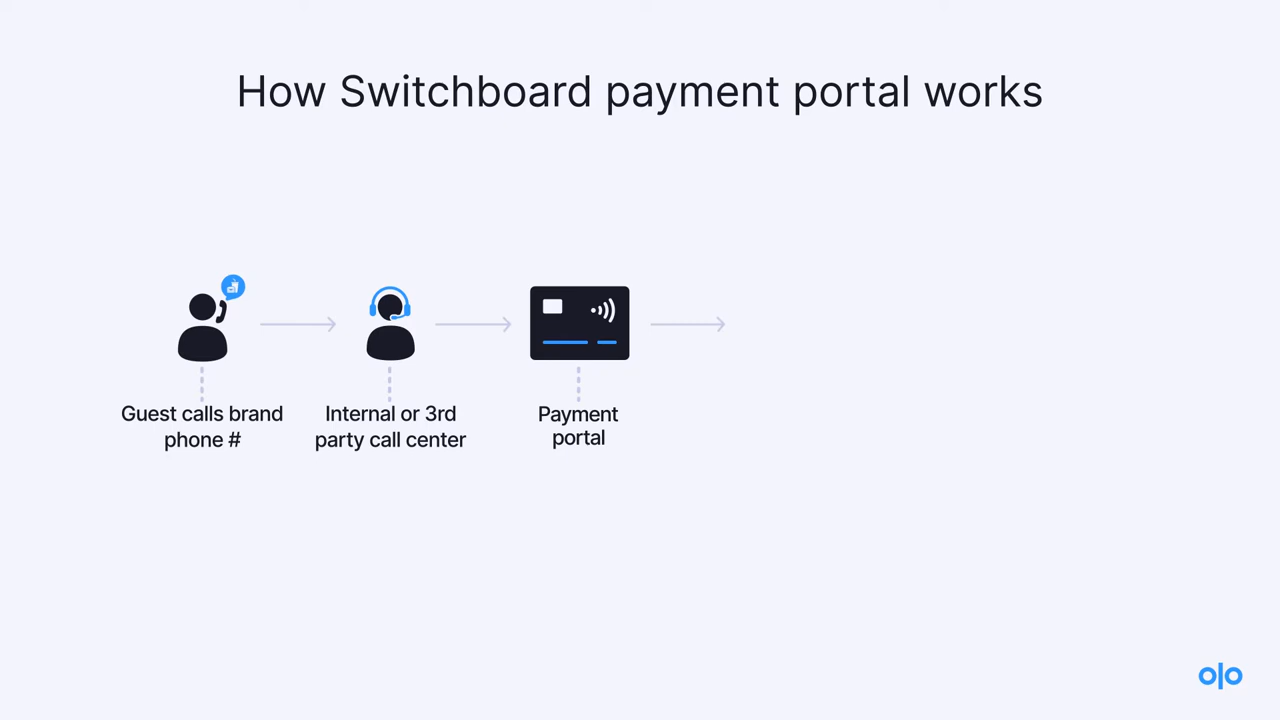 How Switchboard payment portal works
Guest calls brand
phone #
Internal or 3rd
party call center
Payment
portal
olo